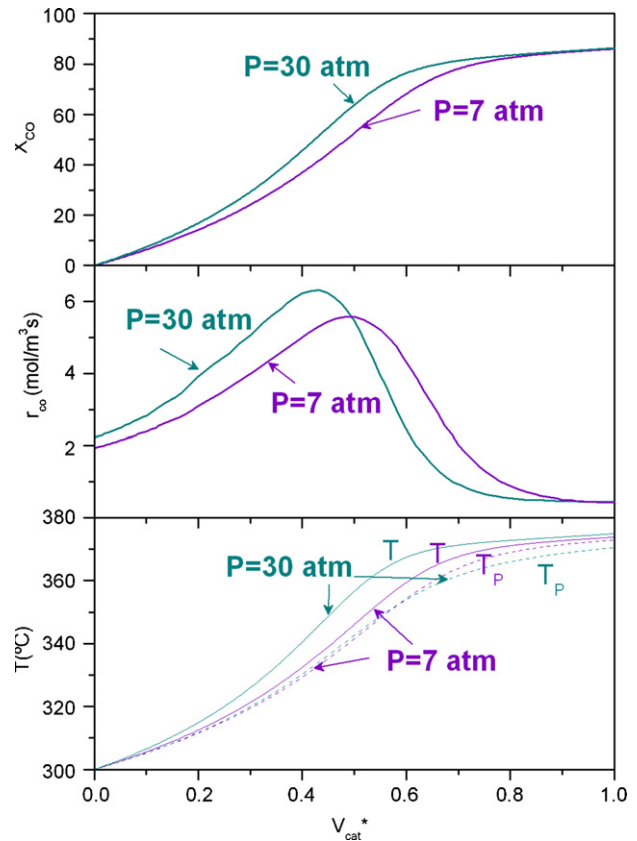 100
80
60
40
20
0
X_CO
P=30 atm
P=7 atm
6
4
2
r_co (mol/m³s)
P=30 atm
P=7 atm
380
360
340
320
300
T(ºC)
T
T
T_P
T_P
P=30 atm
P=7 atm
0.0 0.2 0.4 0.6 0.8 1.0
V_cat*